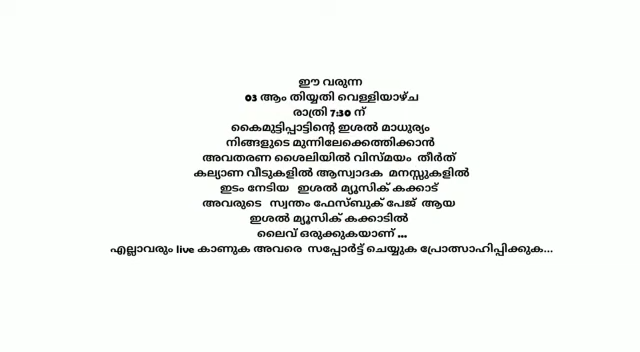 ഈ വരുന്ന
03 ആം തിയ്യതി വെള്ളിയാഴ്ച
രാത്രി 7:30 ന്
കൈമുട്ടിപ്പാട്ടിന്റെ ഇശൽ മാധുര്യം
നിങ്ങളുടെ മുന്നിലേക്കെത്തിക്കാൻ
അവതരണ ശൈലിയിൽ വിസ്മയം തീർത്
കല്യാണ വീടുകളിൽ ആസ്വാദക മനസ്സുകളിൽ
ഇടം നേടിയ ഇശൽ മ്യൂസിക് കക്കാട്
അവരുടെ സ്വന്തം ഫേസ്ബുക് പേജ് ആയ
ഇശൽ മ്യൂസിക് കക്കാടിൽ
ലൈവ് ഒരുക്കുകയാണ് ...
എല്ലാവരും live കാണുക അവരെ സപ്പോർട്ട് ചെയ്യുക പ്രോത്സാഹിപ്പിക്കുക...